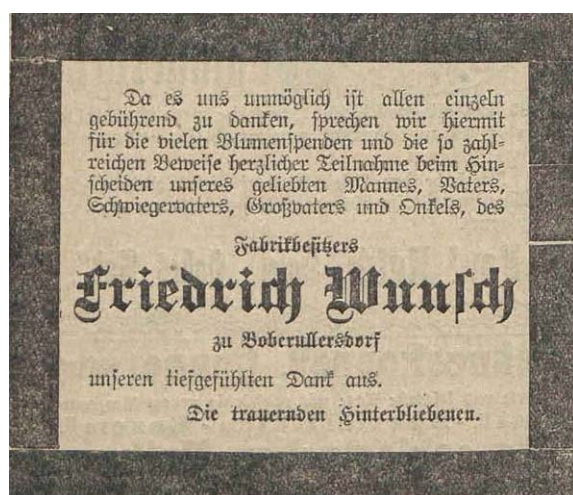 Da es uns unmöglich ist allen einzeln
gebührend zu danken, sprechen wir hiermit
für die vielen Blumenspenden und die so zahl-
reichen Beweise herzlicher Teilnahme beim Hin-
scheiden unseres geliebten Mannes, Vaters,
Schwiegervaters, Großvaters und Onkels, des
Fabrikbesitzers
Friedrich Wunsch
zu Boberullersdorf
unseren tiefgefühlten Dank aus.
Die trauernden Hinterbliebenen.